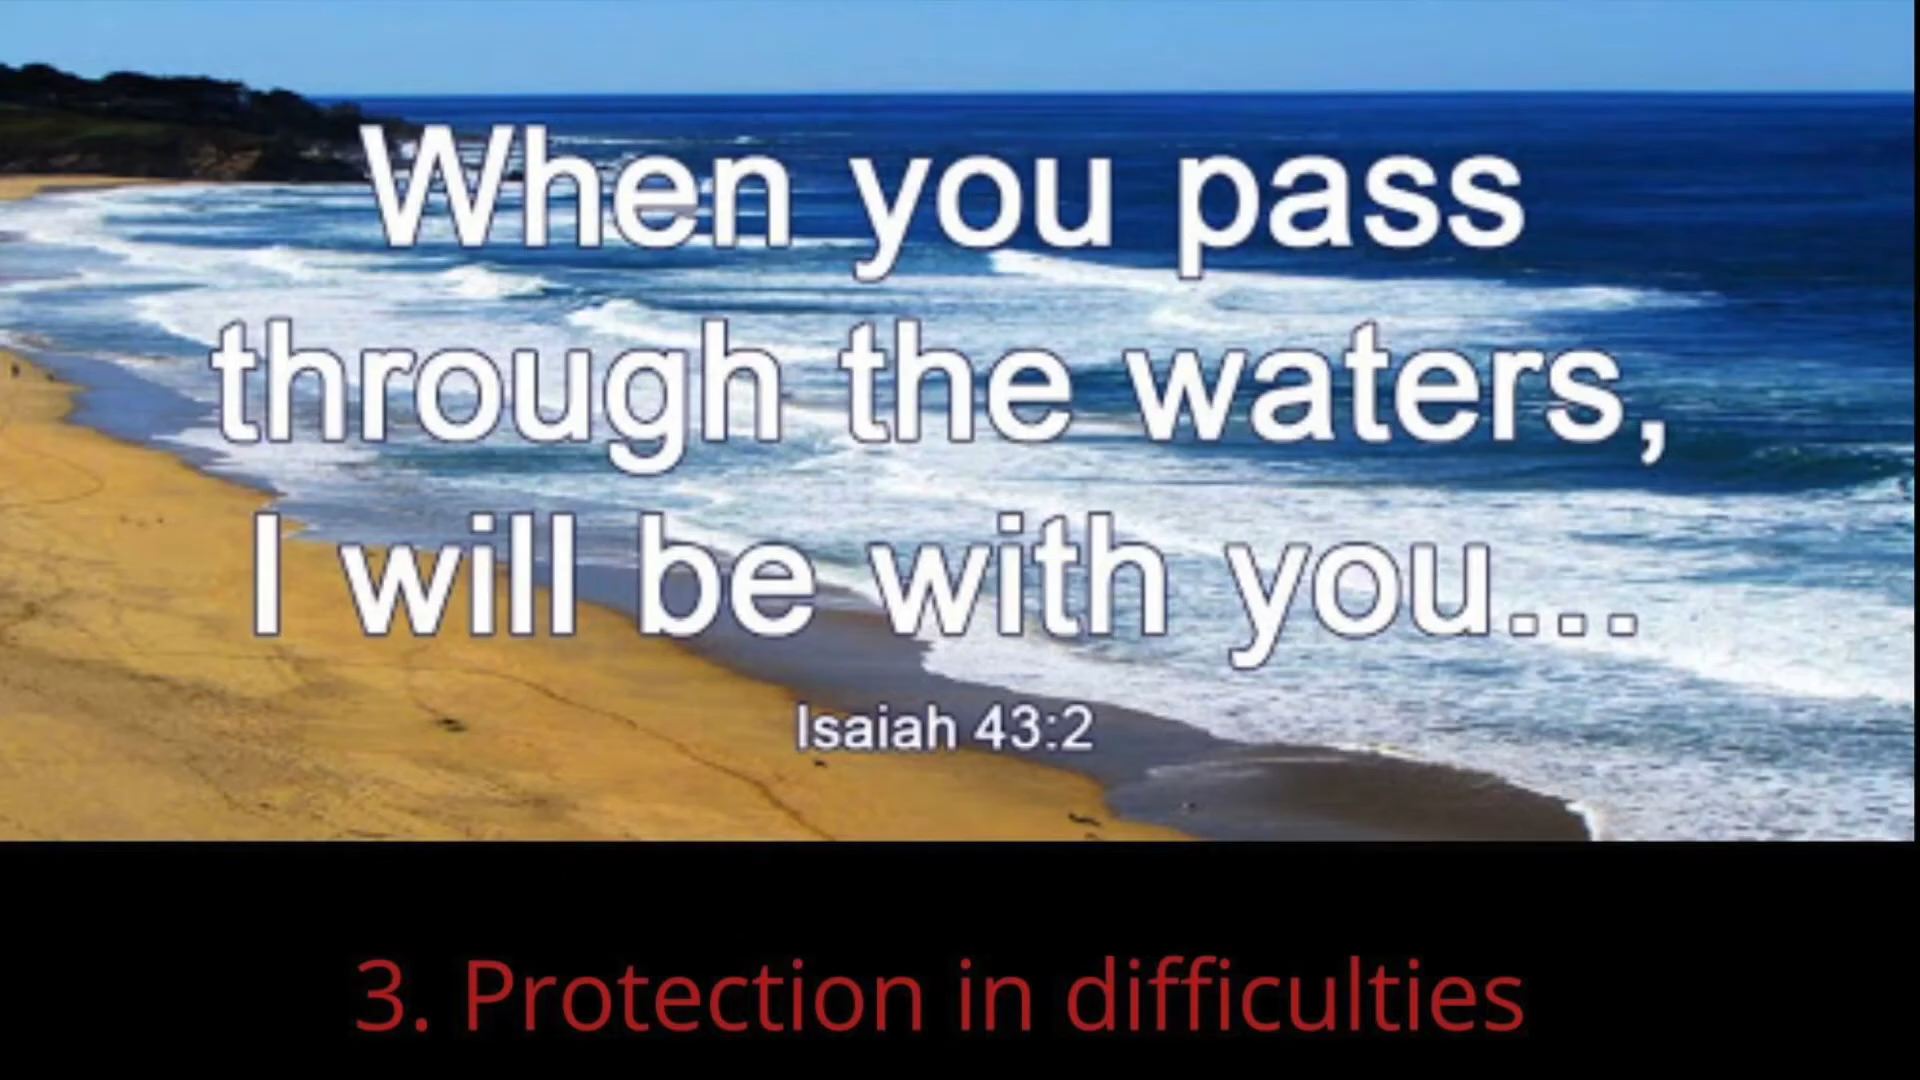 When you pass
through the waters,
I will be with you...
Isaiah 43:2
3. Protection in difficulties